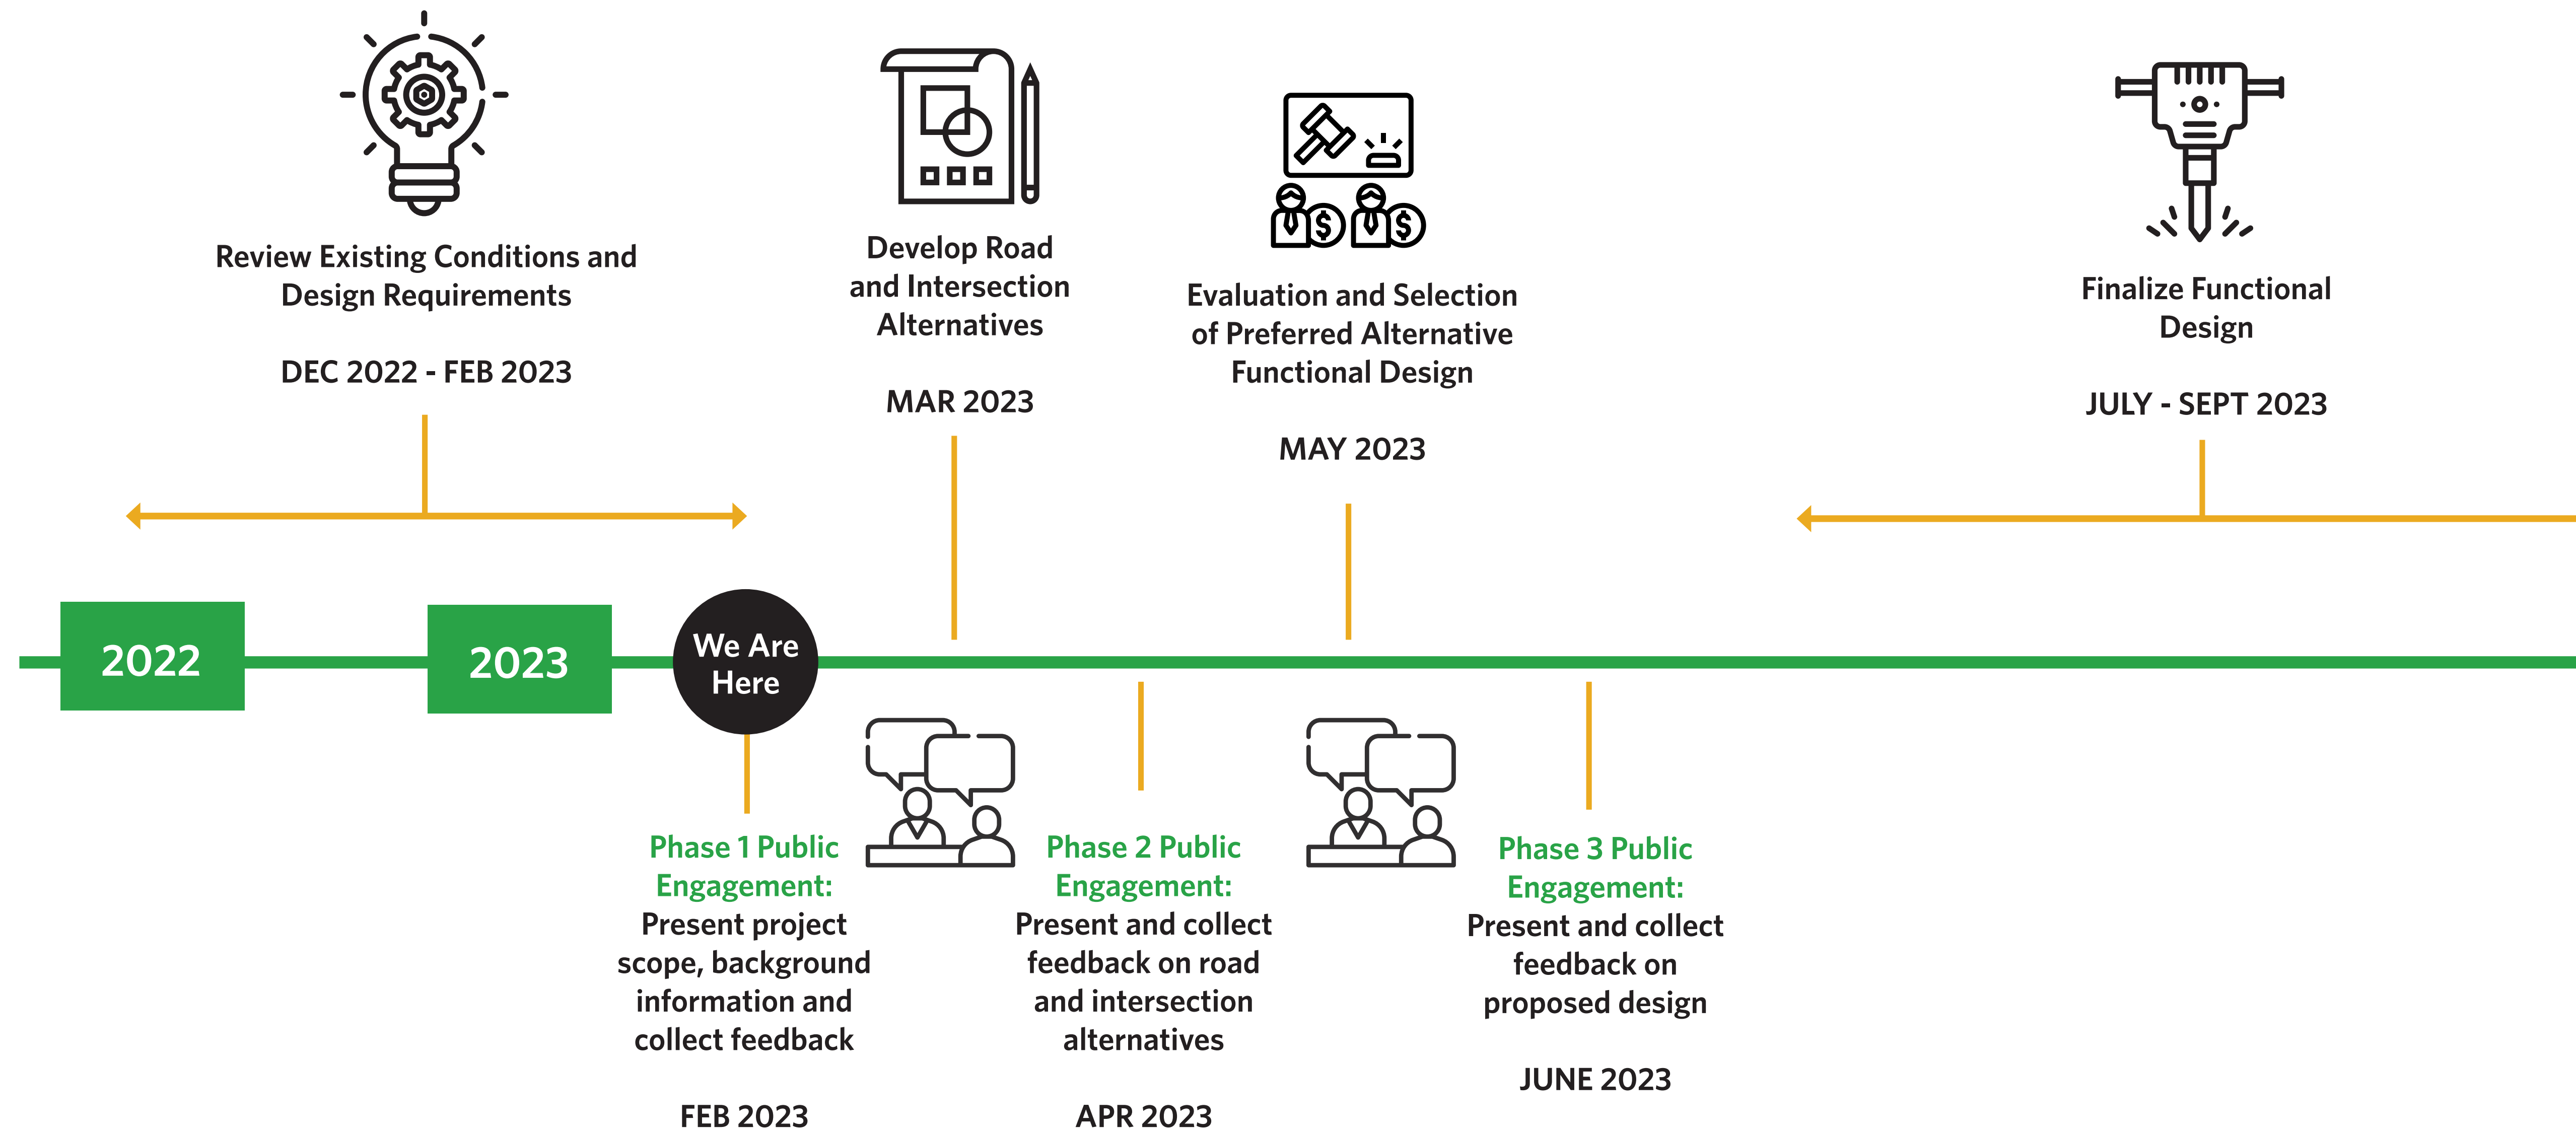 Review Existing Conditions and
Design Requirements
DEC 2022 - FEB 2023
Develop Road
and Intersection
Alternatives
MAR 2023
Evaluation and Selection
of Preferred Alternative
Functional Design
MAY 2023
Finalize Functional
Design
JULY - SEPT 2023
2022
2023
We Are
Here
Phase 1 Public
Engagement:
Present project
scope, background
information and
collect feedback
FEB 2023
Phase 2 Public
Engagement:
Present and collect
feedback on road
and intersection
alternatives
APR 2023
Phase 3 Public
Engagement:
Present and collect
feedback on
proposed design
JUNE 2023